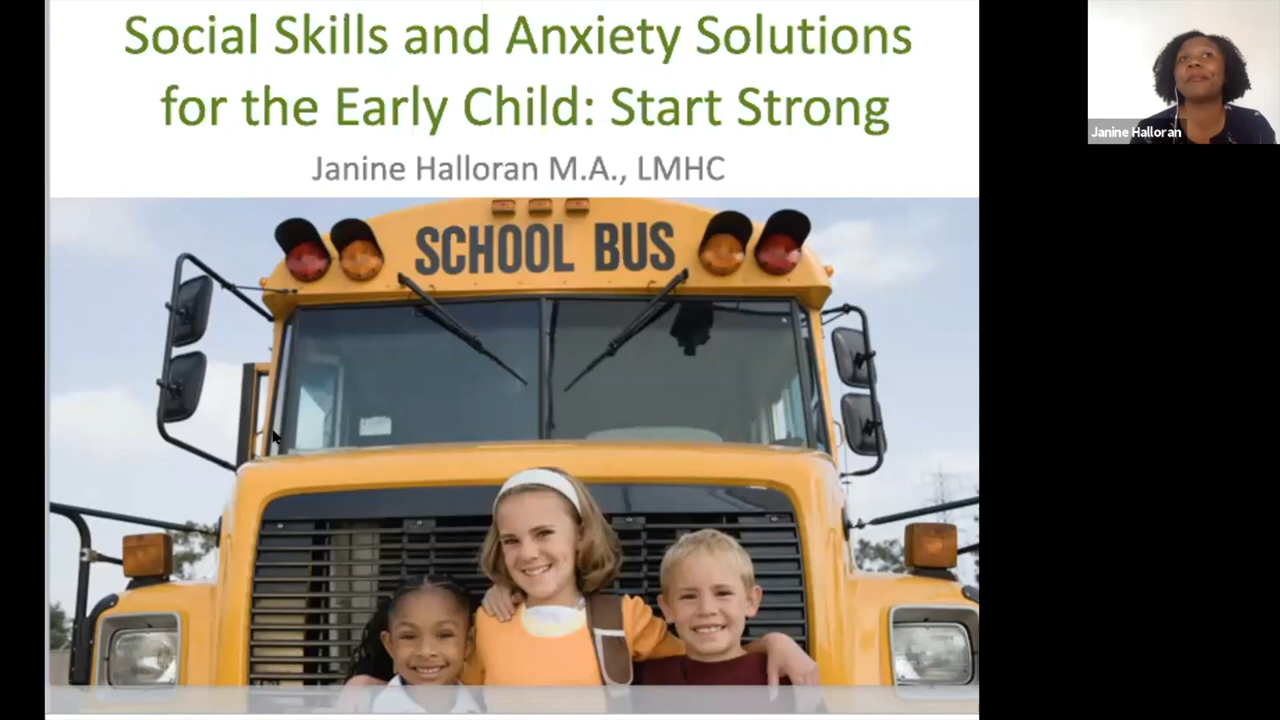 Social Skills and Anxiety Solutions
for the Early Child: Start Strong
Janine Halloran M.A., LMHC
SCHOOL BUS
Janine Halloran